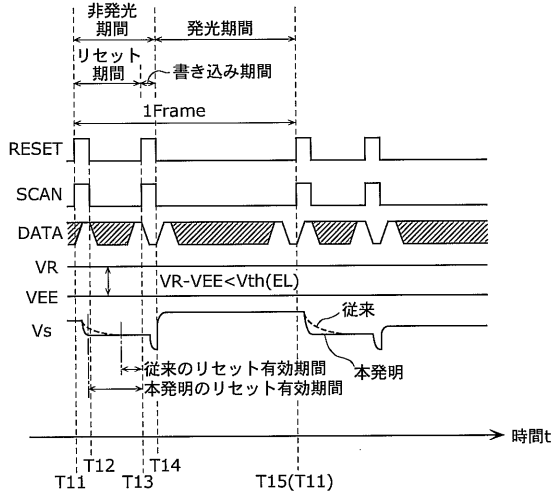 非発光
期間
発光期間
リセット
期間
書き込み期間
1Frame
RESET
SCAN
DATA
VR
VR-VEE<Vth(EL)
VEE
Vs
従来
本発明
従来のリセット有効期間
本発明のリセット有効期間
時間t
T12
T14
T11
T13
T15(T11)